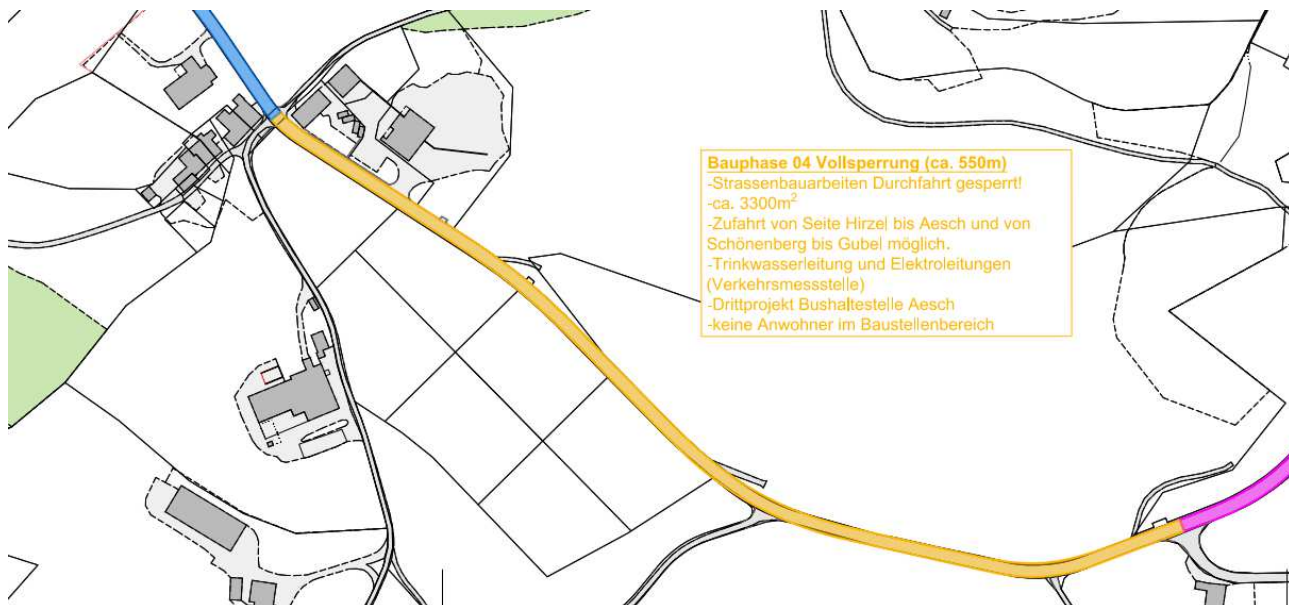 Bauphase 04 Vollsperrung (ca. 550m)
-Strassenbauarbeiten Durchfahrt gesperrt!
-ca. 3300m²
-Zufahrt von Seite Hirzel bis Aesch und von
Schönenberg bis Gubel möglich.
-Trinkwasserleitung und Elektroleitungen
(Verkehrsmessstelle)
-Drittprojekt Bushaltestelle Aesch
-keine Anwohner im Baustellenbereich